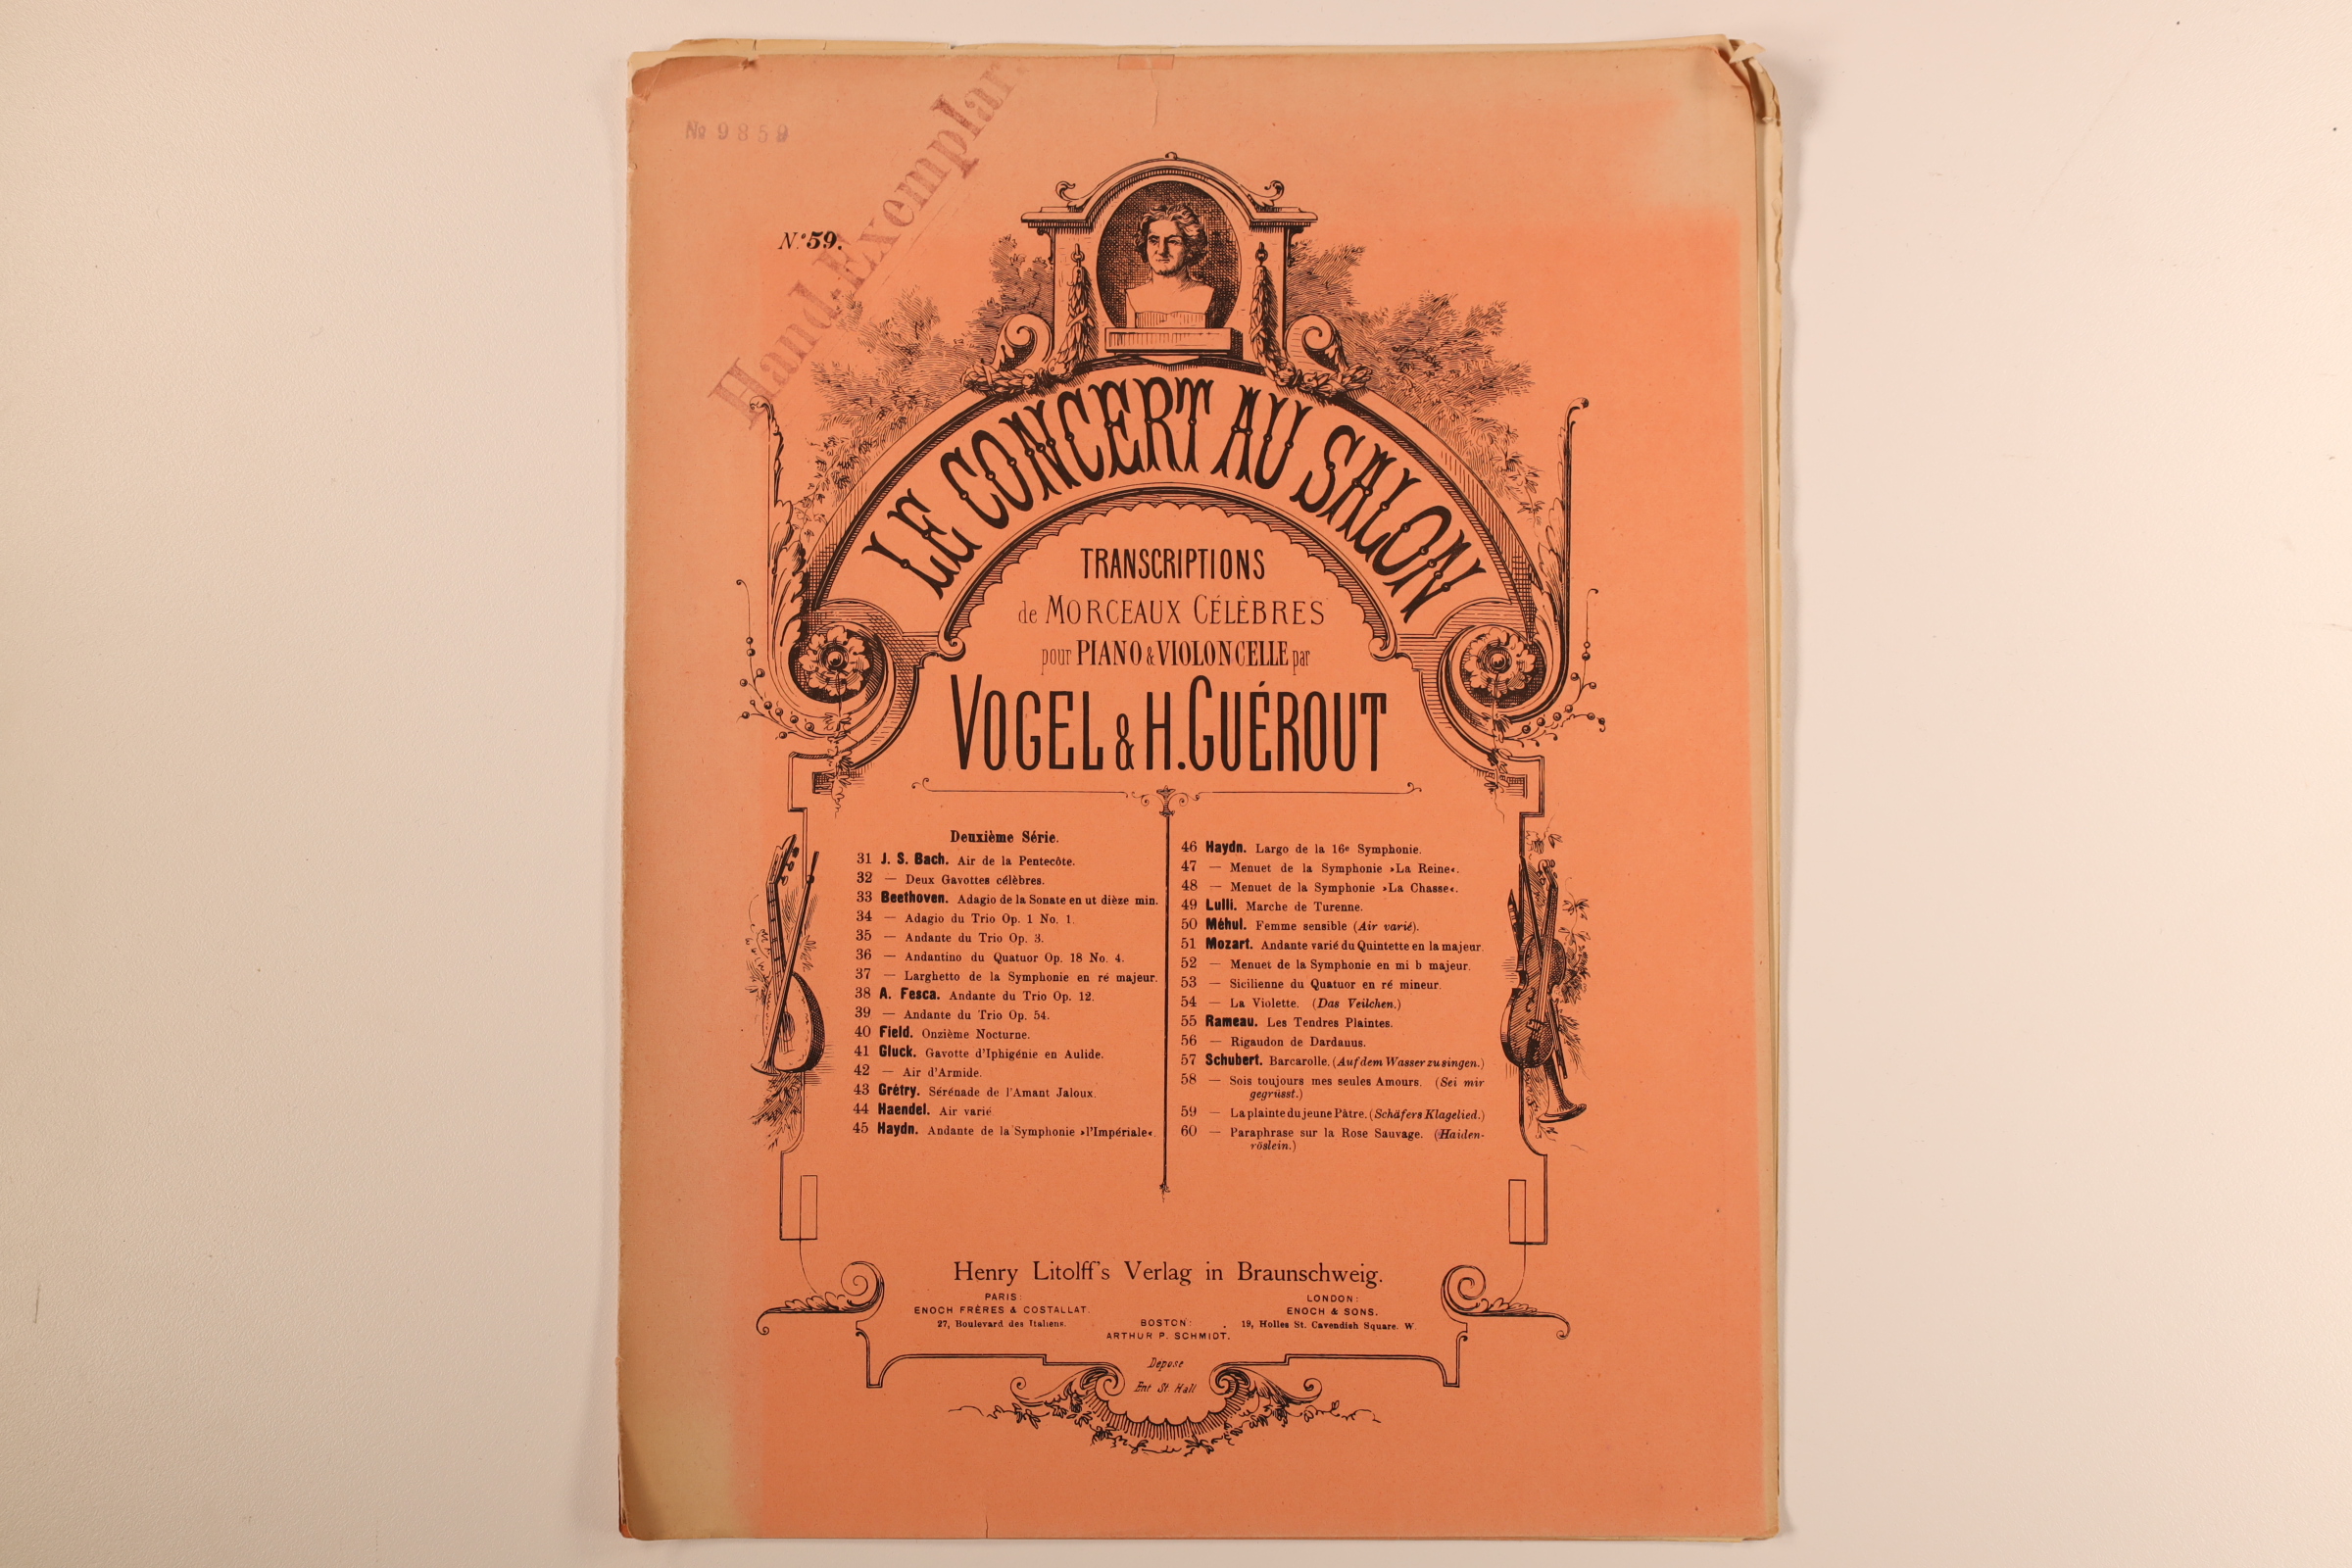 № 9859
Hand-Exemplar.
N.º 59.
LE CONCERT AU SALON
TRANSCRIPTIONS
de MORCEAUX CÉLÈBRES
pour PIANO & VIOLONCELLE par
VOGEL & H. GUÉROUT
Deuxième Série.
31 J. S. Bach. Air de la Pentecôte.
32 — Deux Gavottes célèbres.
33 Beethoven. Adagio de la Sonate en ut dièze min.
34 — Adagio du Trio Op. 1 No. 1.
35 — Andante du Trio Op. 3.
36 — Andantino du Quatuor Op. 18 No. 4.
37 — Larghetto de la Symphonie en ré majeur.
38 A. Fesca. Andante du Trio Op. 12.
39 — Andante du Trio Op. 54.
40 Field. Onzième Nocturne.
41 Gluck. Gavotte d'Iphigénie en Aulide.
42 — Air d'Armide.
43 Grétry. Sérénade de l'Amant Jaloux.
44 Haendel. Air varié.
45 Haydn. Andante de la Symphonie »l'Impériale«.
46 Haydn. Largo de la 16e Symphonie.
47 — Menuet de la Symphonie »La Reine«.
48 — Menuet de la Symphonie »La Chasse«.
49 Lulli. Marche de Turenne.
50 Méhul. Femme sensible (Air varié).
51 Mozart. Andante varié du Quintette en la majeur.
52 — Menuet de la Symphonie en mi b majeur.
53 — Sicilienne du Quatuor en ré mineur.
54 — La Violette. (Das Veilchen.)
55 Rameau. Les Tendres Plaintes.
56 — Rigaudon de Dardanus.
57 Schubert. Barcarolle. (Auf dem Wasser zu singen.)
58 — Sois toujours mes seules Amours. (Sei mir
gegrüsst.)
59 — La plainte du jeune Pâtre. (Schäfers Klagelied.)
60 — Paraphrase sur la Rose Sauvage. (Haiden-
röslein.)
Henry Litolff's Verlag in Braunschweig.
PARIS:
ENOCH FRÈRES & COSTALLAT.
27, Boulevard des Italiens.
BOSTON:
ARTHUR P. SCHMIDT.
LONDON:
ENOCH & SONS.
19, Holles St. Cavendish Square. W.
Depose
Ent St. Hall